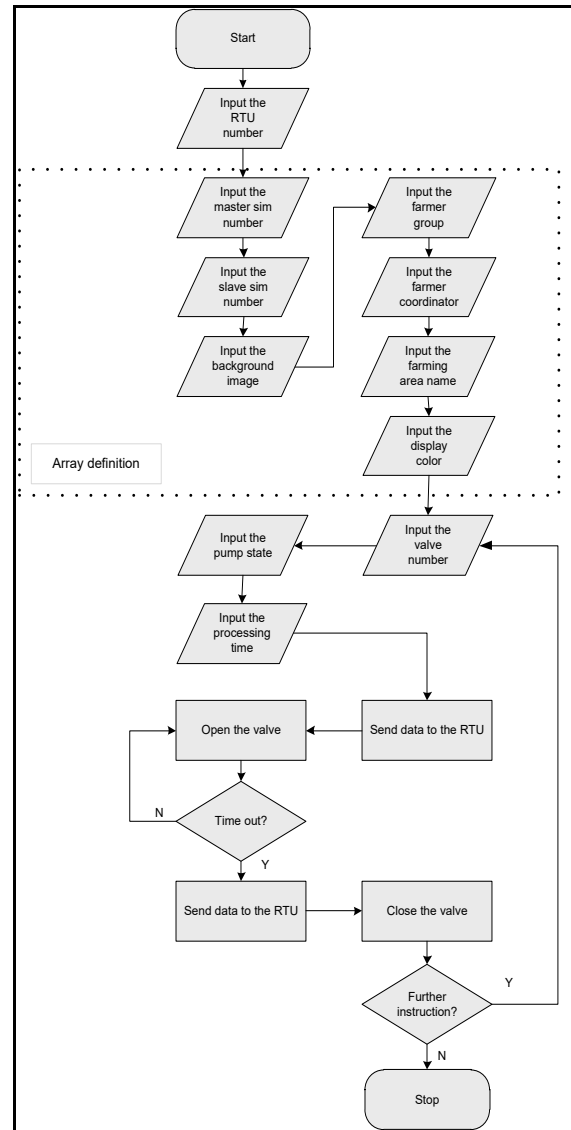 Start
Input the
RTU
number
Input the
master sim
number
Input the
slave sim
number
Input the
background
image
Input the
farmer
group
Input the
farmer
coordinator
Input the
farming
area name
Input the
display
color
Array definition
Input the
valve
number
Input the
pump state
Input the
processing
time
Send data to the RTU
Open the valve
Time out?
N
Y
Send data to the RTU
Close the valve
Further
instruction?
Y
N
Stop